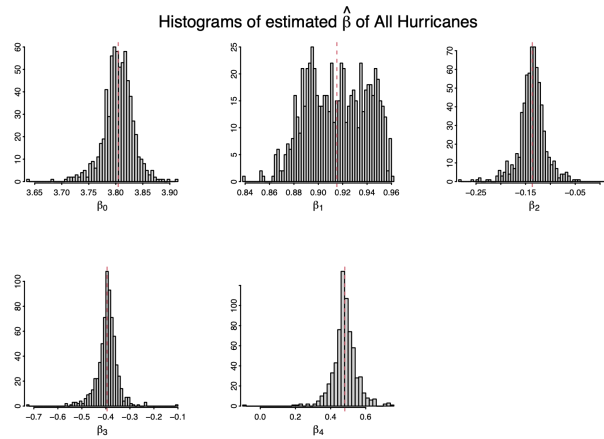 Histograms of estimated β̂ of All Hurricanes
0 10 20 30 40 50 60
3.65 3.70 3.75 3.80 3.85 3.90
β0
0 5 10 15 20 25
0.84 0.86 0.88 0.90 0.92 0.94 0.96
β1
0 10 20 30 40 50 60 70
-0.25 -0.15 -0.05
β2
0 20 40 60 80 100
-0.7 -0.6 -0.5 -0.4 -0.3 -0.2 -0.1
β3
0 20 40 60 80 100
0.0 0.2 0.4 0.6
β4